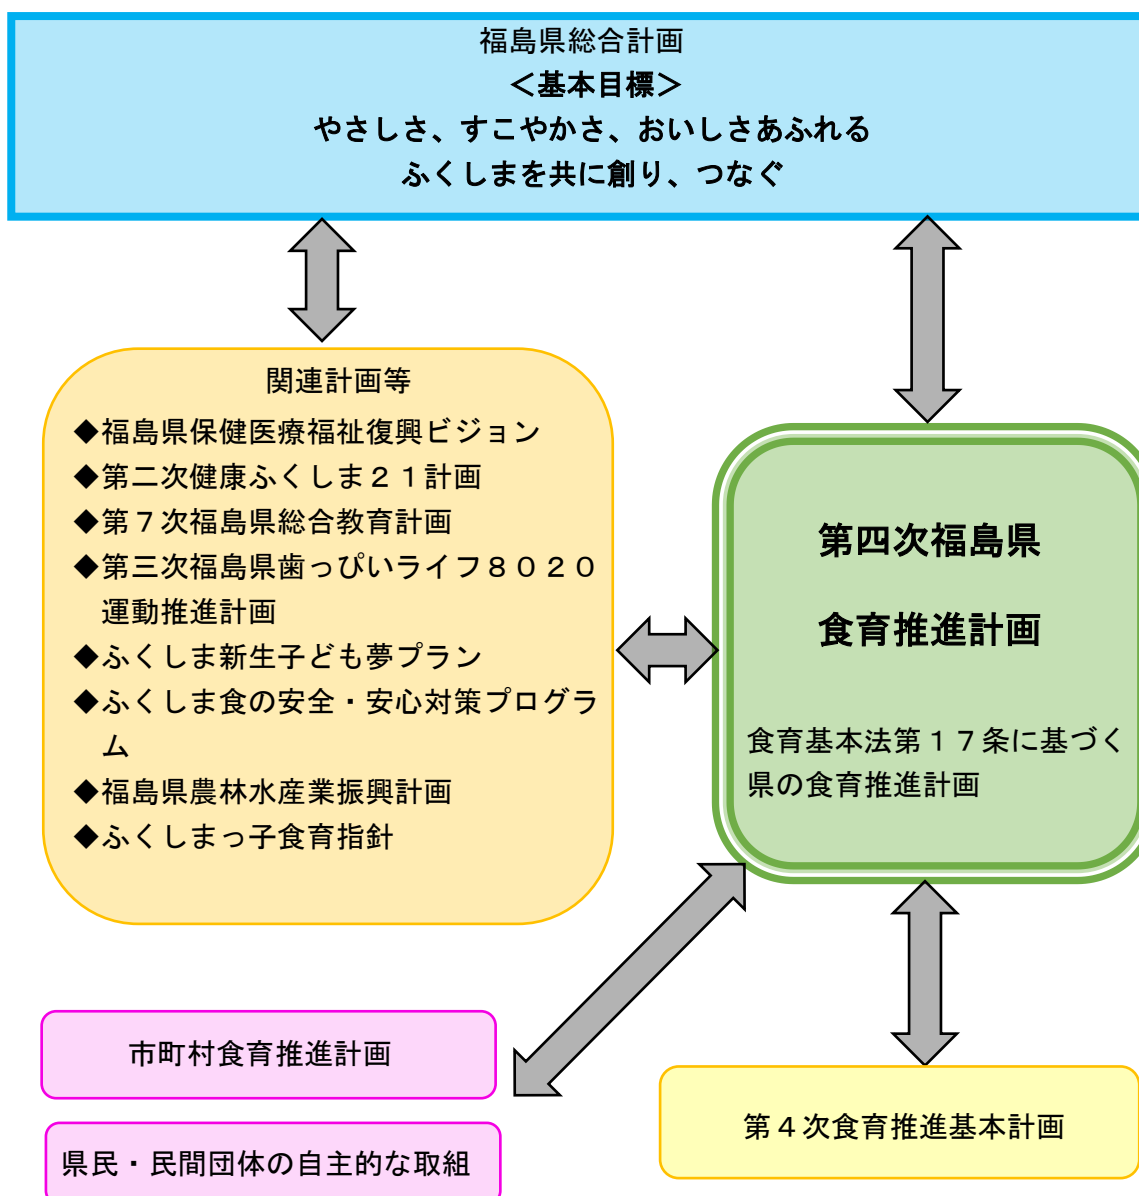 福島県総合計画
＜基本目標＞
やさしさ、すこやかさ、おいしさあふれる
ふくしまを共に創り、つなぐ
関連計画等
◆福島県保健医療福祉復興ビジョン
◆第二次健康ふくしま２１計画
◆第７次福島県総合教育計画
◆第三次福島県歯っぴいライフ８０２０
運動推進計画
◆ふくしま新生子ども夢プラン
◆ふくしま食の安全・安心対策プログラ
ム
◆福島県農林水産業振興計画
◆ふくしまっ子食育指針
第四次福島県
食育推進計画
食育基本法第１７条に基づく
県の食育推進計画
市町村食育推進計画
県民・民間団体の自主的な取組
第４次食育推進基本計画